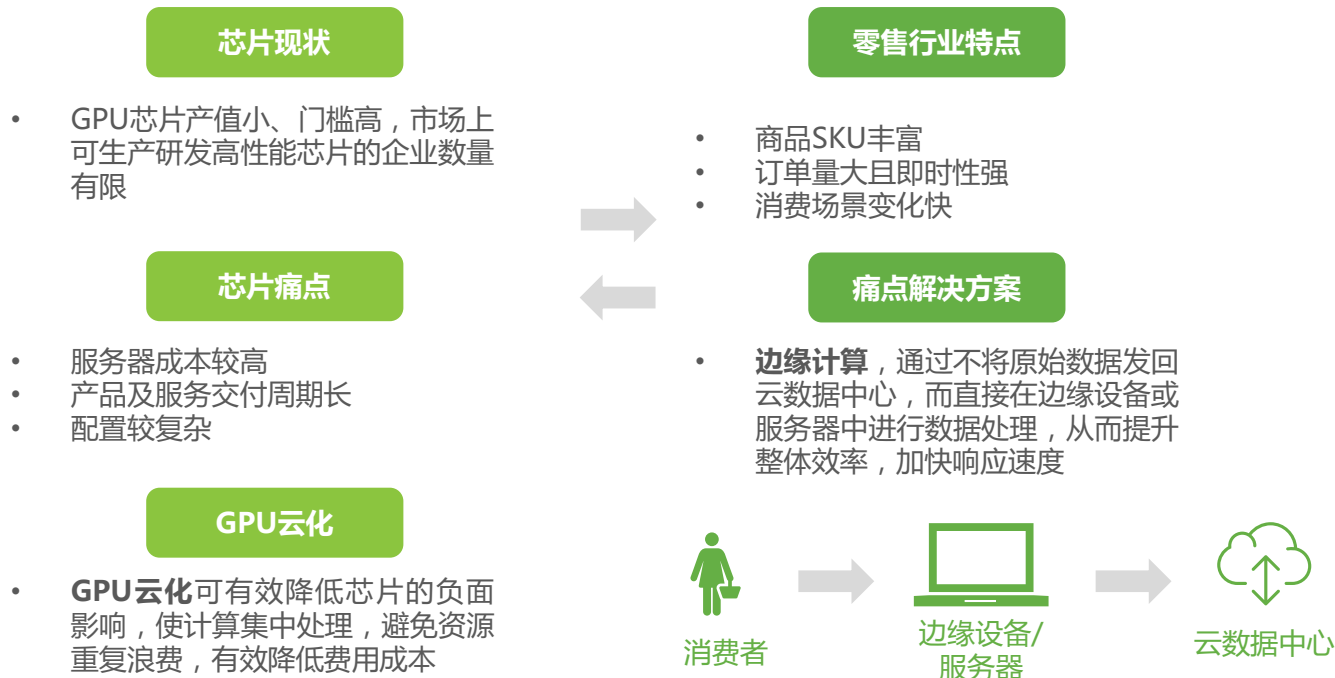 芯片现状
• GPU芯片产值小、门槛高，市场上
可生产研发高性能芯片的企业数量
有限
芯片痛点
• 服务器成本较高
• 产品及服务交付周期长
• 配置较复杂
GPU云化
• GPU云化可有效降低芯片的负面
影响，使计算集中处理，避免资源
重复浪费，有效降低费用成本
零售行业特点
• 商品SKU丰富
• 订单量大且即时性强
• 消费场景变化快
痛点解决方案
• 边缘计算，通过不将原始数据发回
云数据中心，而直接在边缘设备或
服务器中进行数据处理，从而提升
整体效率，加快响应速度
消费者
边缘设备/
服务器
云数据中心